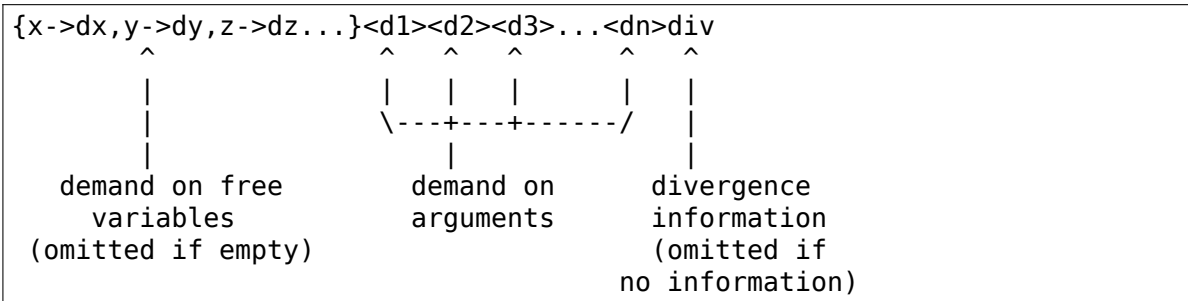 {x->dx,y->dy,z->dz...}<d1><d2><d3>...<dn>div
            ^                  ^   ^   ^      ^   ^
            |                  |   |   |      |   |
            |                  \---+---+------/   |
            |                      |              |
   demand on free           demand on      divergence
     variables              arguments      information
 (omitted if empty)                        (omitted if
                                         no information)